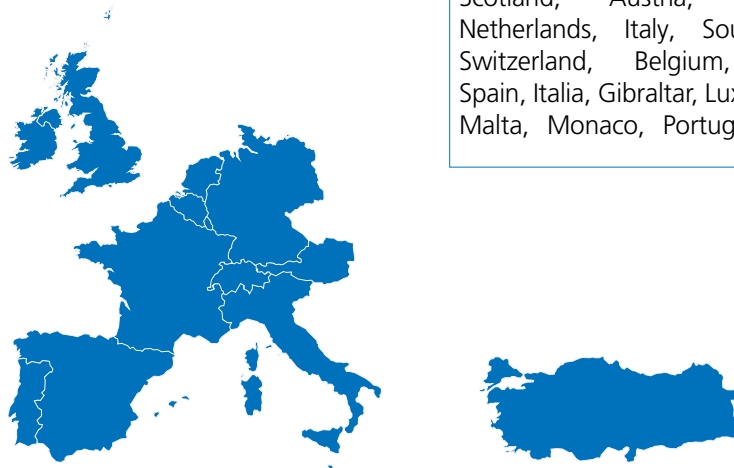 Scotland, Austria,
Netherlands, Italy,
Switzerland, Belgium,
Spain, Italia, Gibraltar,
Malta, Monaco,